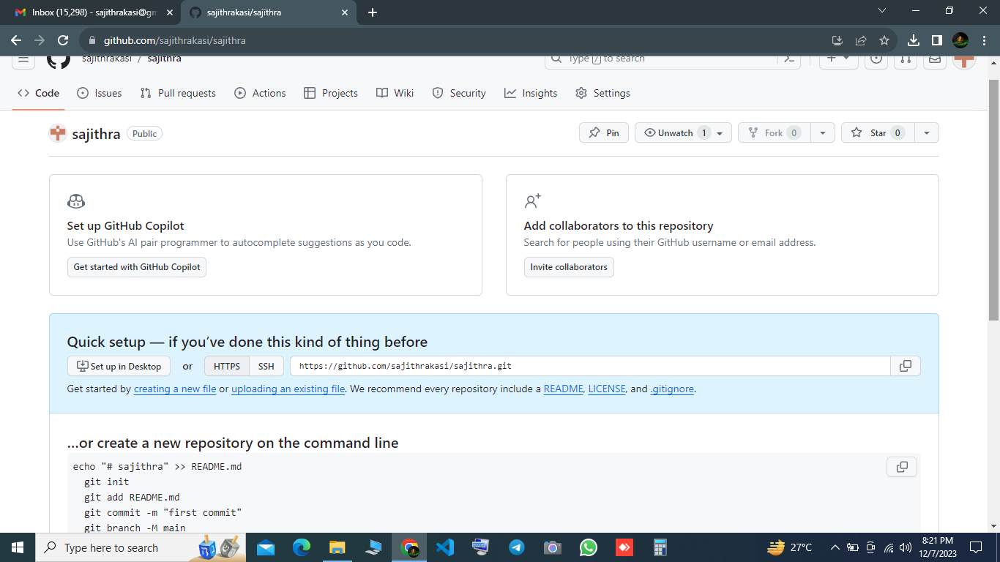 Inbox (15,298) - sajithrakasi@gm
sajithrakasi/sajithra
github.com/sajithrakasi/sajithra
sajithrakasi / sajithra
Type / to search
Code Issues Pull requests Actions Projects Wiki Security Insights Settings
sajithra Public
Pin Unwatch 1 Fork 0 Star 0
Set up GitHub Copilot
Use GitHub's AI pair programmer to autocomplete suggestions as you code.
Get started with GitHub Copilot
Add collaborators to this repository
Search for people using their GitHub username or email address.
Invite collaborators
Quick setup — if you've done this kind of thing before
Set up in Desktop or HTTPS SSH https://github.com/sajithrakasi/sajithra.git
Get started by creating a new file or uploading an existing file. We recommend every repository include a README, LICENSE, and .gitignore.
…or create a new repository on the command line
echo "# sajithra" >> README.md
git init
git add README.md
git commit -m "first commit"
git branch -M main
Type here to search
27°C
8:21 PM
12/7/2023